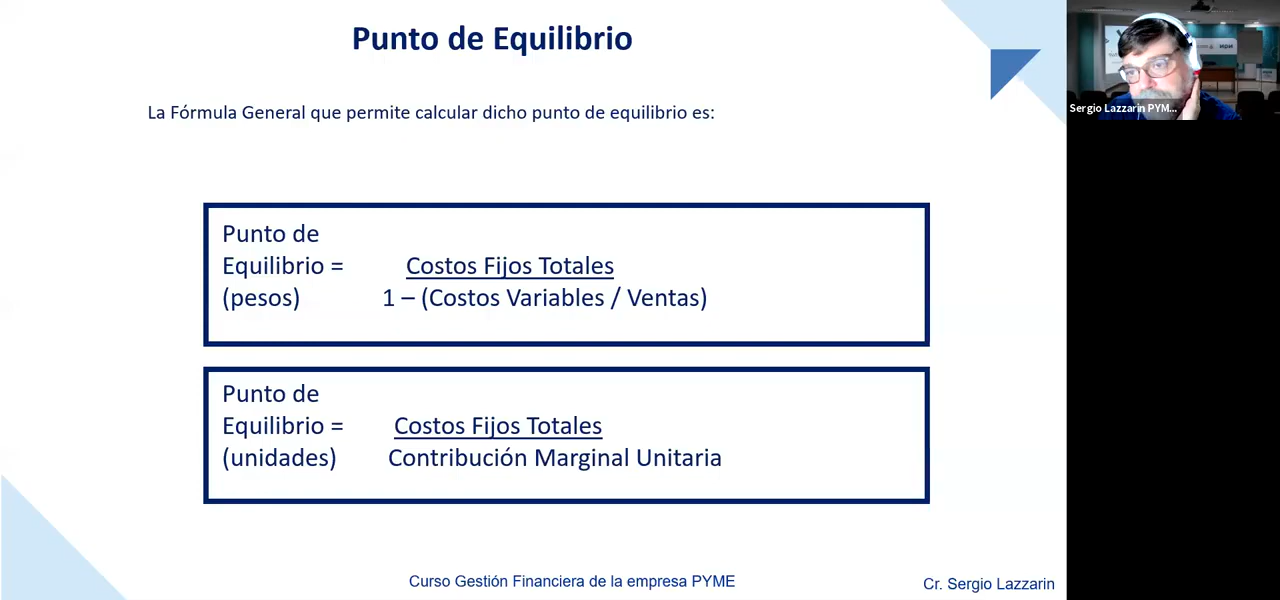 Punto de Equilibrio
La Fórmula General que permite calcular dicho punto de equilibrio es:
Punto de
Equilibrio = Costos Fijos Totales
(pesos) 1 – (Costos Variables / Ventas)
Punto de
Equilibrio = Costos Fijos Totales
(unidades) Contribución Marginal Unitaria
Curso Gestión Financiera de la empresa PYME
Cr. Sergio Lazzarin
Sergio Lazzarin PYM...